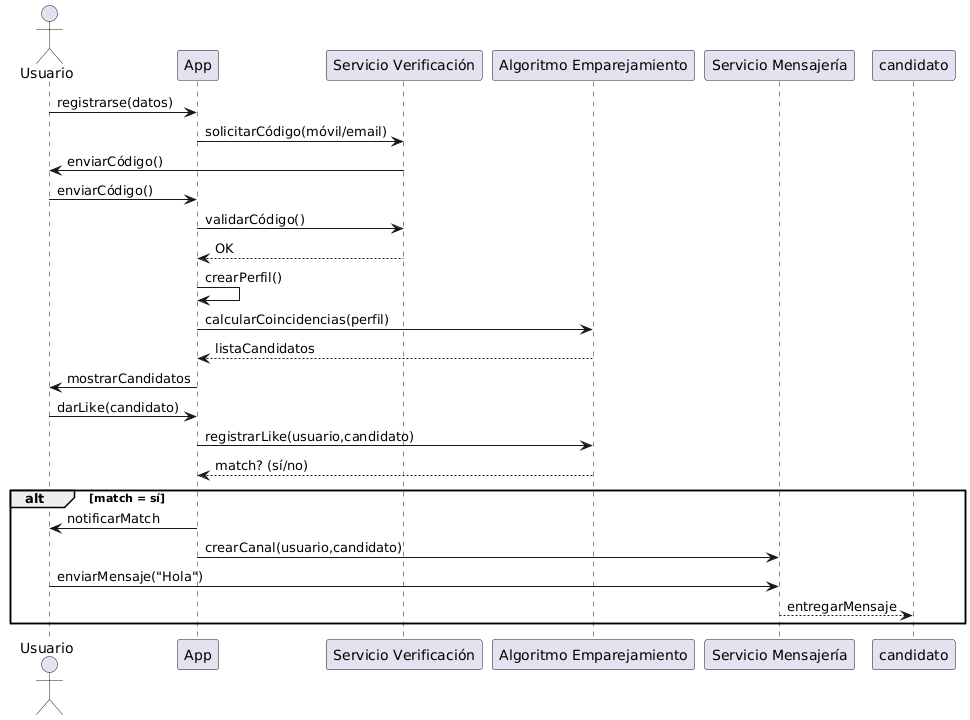 Usuario
App
Servicio Verificación
Algoritmo Emparejamiento
Servicio Mensajería
candidato
registrarse(datos)
solicitarCódigo(móvil/email)
enviarCódigo()
enviarCódigo()
validarCódigo()
OK
crearPerfil()
calcularCoincidencias(perfil)
listaCandidatos
mostrarCandidatos
darLike(candidato)
registrarLike(usuario,candidato)
match? (sí/no)
alt [match = sí]
notificarMatch
crearCanal(usuario,candidato)
enviarMensaje("Hola")
entregarMensaje
Usuario
App
Servicio Verificación
Algoritmo Emparejamiento
Servicio Mensajería
candidato